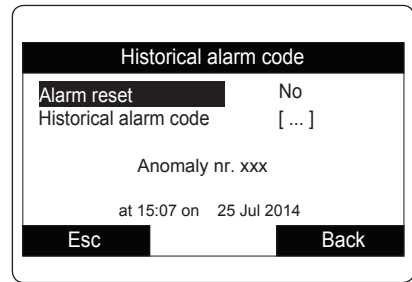 Historical alarm code
Alarm reset No
Historical alarm code [ ... ]
Anomaly nr. xxx
at 15:07 on 25 Jul 2014
Esc Back